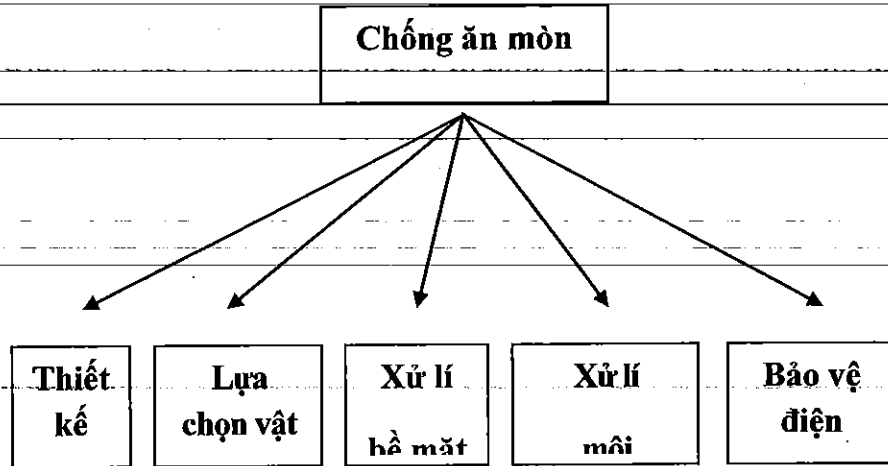 Chống ăn mòn
Thiết
kế
Lựa
chọn vật
Xử lí
bề mặt
Xử lí
môi
Bảo vệ
điện